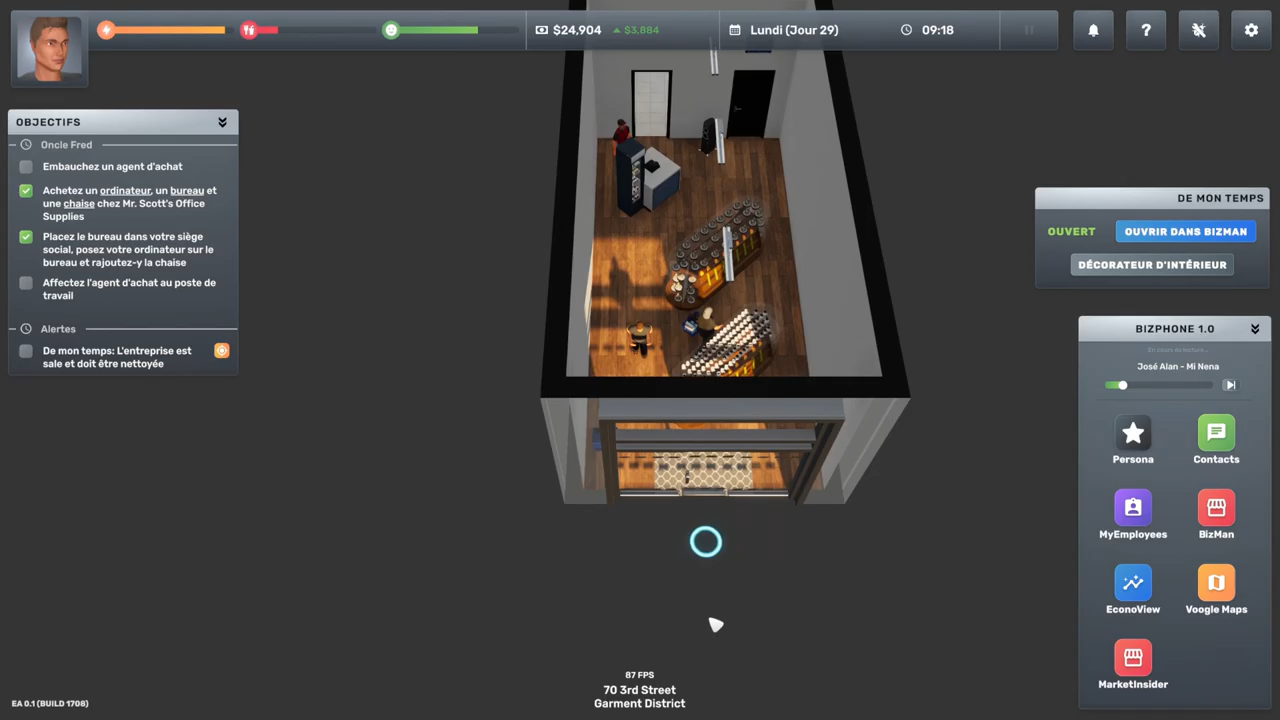 $24,904
$3,884
Lundi (Jour 29)
09:18
OBJECTIFS
Oncle Fred
Embauchez un agent d'achat
Achetez un ordinateur, un bureau et
une chaise chez Mr. Scott's Office
Supplies
Placez le bureau dans votre siège
social, posez votre ordinateur sur le
bureau et rajoutez-y la chaise
Affectez l'agent d'achat au poste de
travail
Alertes
De mon temps: L'entreprise est
sale et doit être nettoyée
DE MON TEMPS
OUVERT
OUVRIR DANS BIZMAN
DÉCORATEUR D'INTÉRIEUR
BIZPHONE 1.0
En cours de lecture...
José Alan - Mi Nena
Persona
Contacts
MyEmployees
BizMan
EconoView
Voogle Maps
MarketInsider
87 FPS
70 3rd Street
Garment District
EA 0.1 (BUILD 1708)